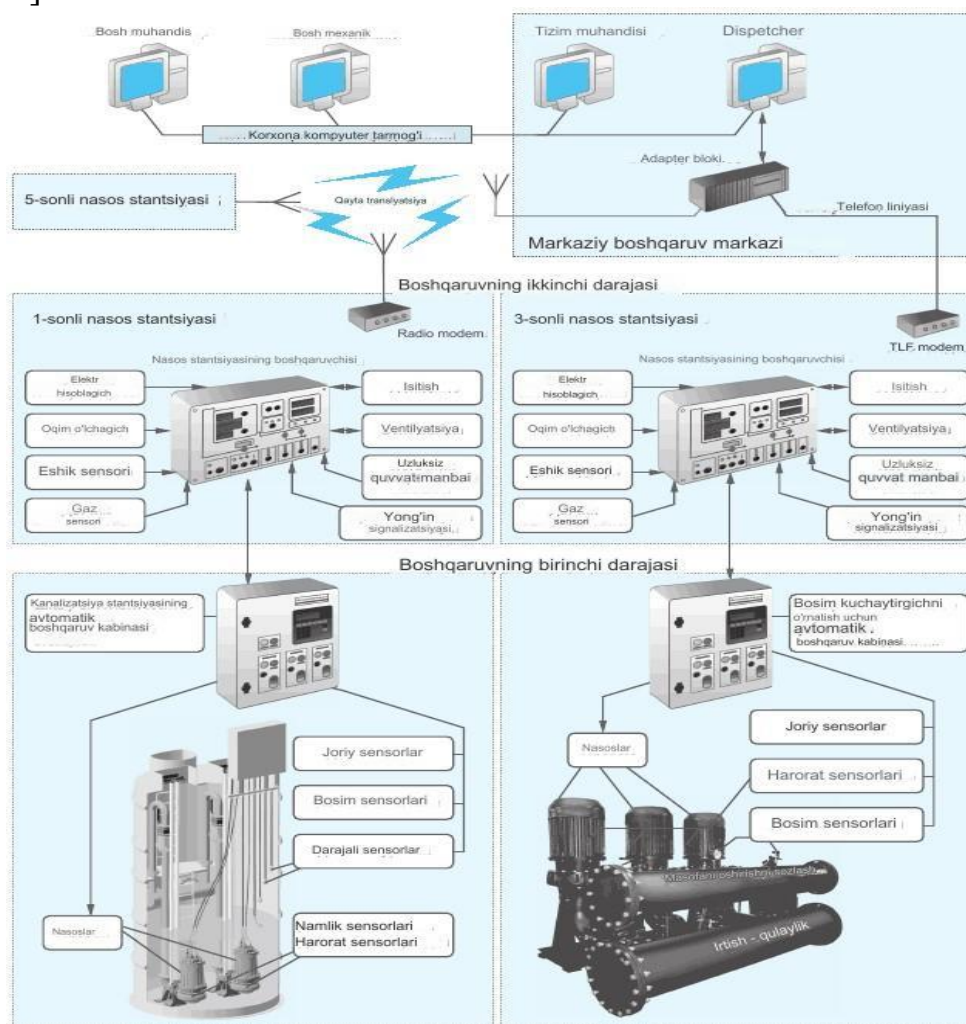 Bosh muhandis
Bosh mexanik
Tizim muhandisi
Dispetcher
Korxona kompyuter tarmog'i
Adapter bloki
5-sonli nasos stantsiyasi
Qayta translyatsiya
Telefon liniyasi
Markaziy boshqaruv markazi
Boshqaruvning ikkinchi darajasi
1-sonli nasos stantsiyasi
Radio modem
Nasos stantsiyasining boshqaruvchisi
Elektr
hisoblagich
Oqim o'lchagich
Eshik sensori
Gaz
sensori
Isitish
Ventilyatsiya
Uzluksiz
quvvat manbai
Yong'in
signalizatsiyasi
3-sonli nasos stantsiyasi
TLF. modem
Nasos stantsiyasining boshqaruvchisi
Elektr
hisoblagich
Oqim o'lchagich
Eshik sensori
Gaz
sensori
Isitish
Ventilyatsiya
Uzluksiz
quvvat manbai
Yong'in
signalizatsiyasi
Boshqaruvning birinchi darajasi
Kanalizatsiya stantsiyasining
avtomatik
boshqaruv kabinasi
Joriy sensorlar
Bosim sensorlari
Darajali sensorlar
Nasoslar
Namlik sensorlari
Harorat sensorlari
Bosim kuchaytirgichni
o'rnatish uchun
avtomatik
boshqaruv kabinasi
Nasoslar
Joriy sensorlar
Harorat sensorlari
Bosim sensorlari
Masofani oshirishni sozlash
Irtish - qulaylik